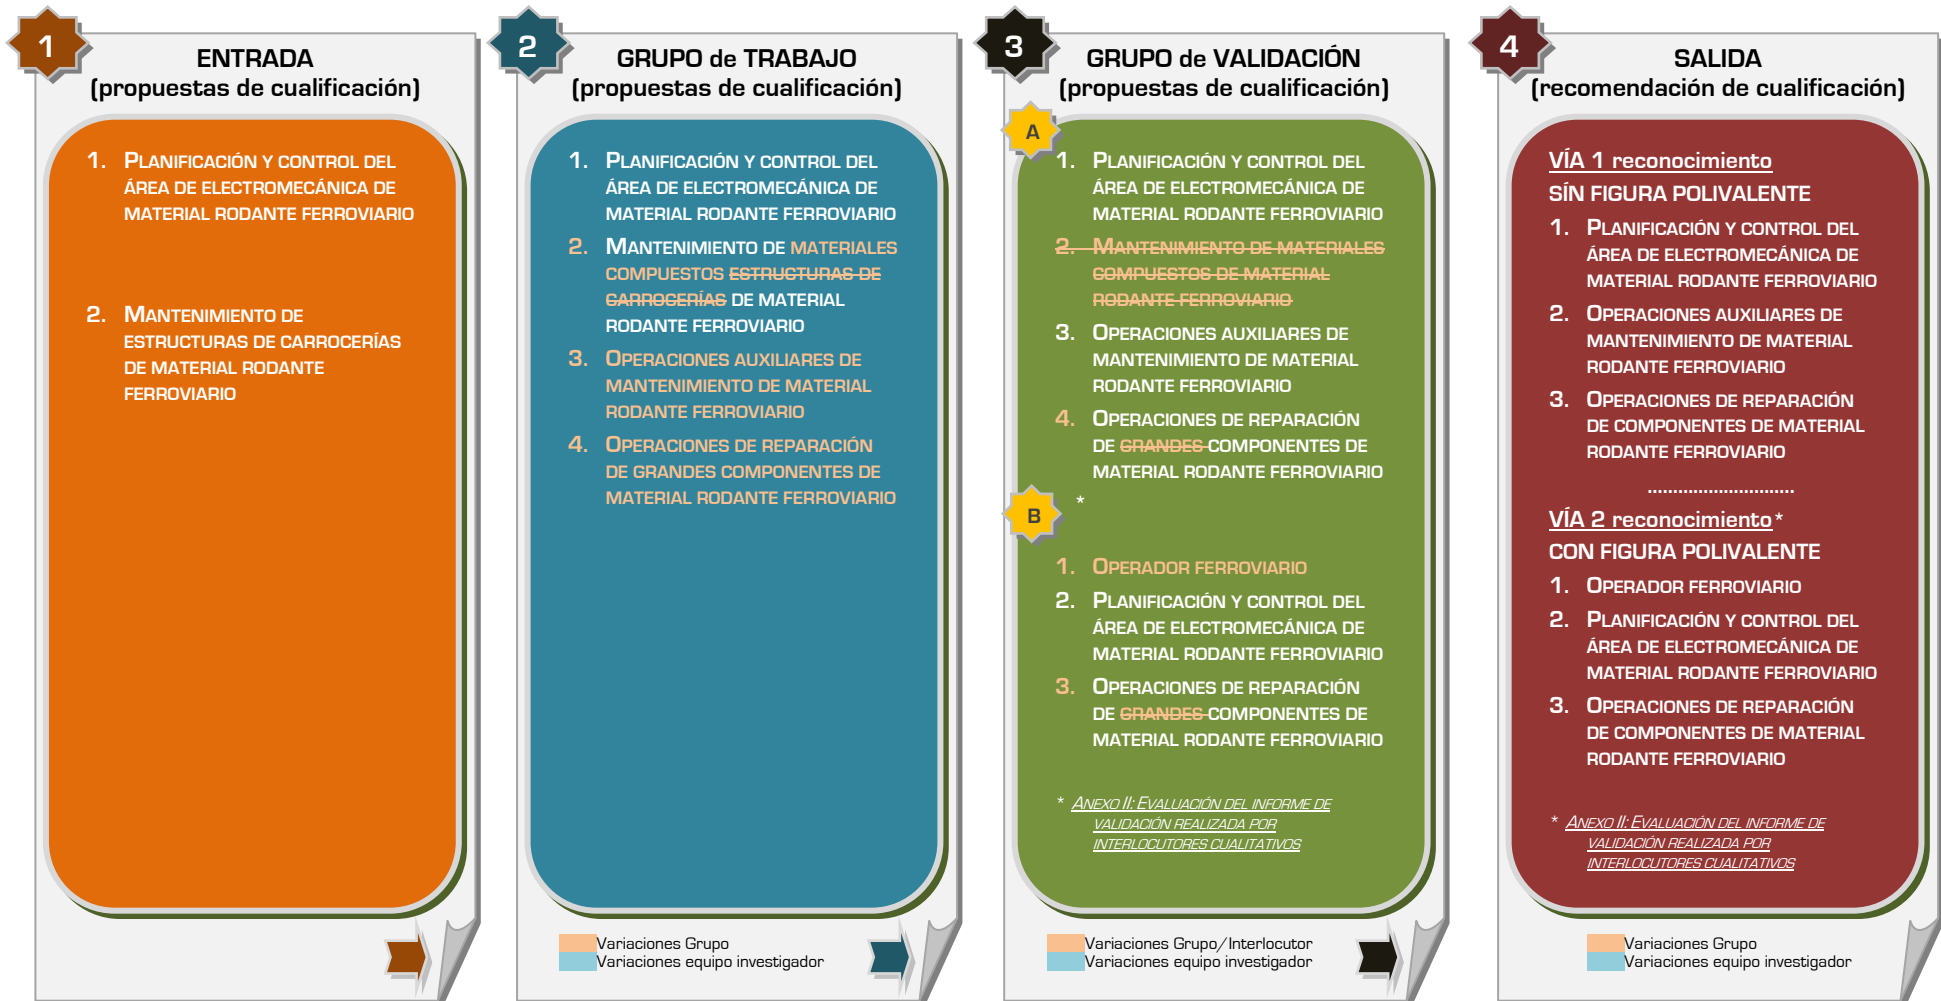 1
ENTRADA
(propuestas de cualificación)
1. PLANIFICACIÓN Y CONTROL DEL
ÁREA DE ELECTROMECÁNICA DE
MATERIAL RODANTE FERROVIARIO
2. MANTENIMIENTO DE
ESTRUCTURAS DE CARROCERÍAS
DE MATERIAL RODANTE
FERROVIARIO
2
GRUPO de TRABAJO
(propuestas de cualificación)
1. PLANIFICACIÓN Y CONTROL DEL
ÁREA DE ELECTROMECÁNICA DE
MATERIAL RODANTE FERROVIARIO
2. MANTENIMIENTO DE MATERIALES
COMPUESTOS ESTRUCTURAS DE
CARROCERÍAS DE MATERIAL
RODANTE FERROVIARIO
3. OPERACIONES AUXILIARES DE
MANTENIMIENTO DE MATERIAL
RODANTE FERROVIARIO
4. OPERACIONES DE REPARACIÓN
DE GRANDES COMPONENTES DE
MATERIAL RODANTE FERROVIARIO
Variaciones Grupo
Variaciones equipo investigador
3
GRUPO de VALIDACIÓN
(propuestas de cualificación)
A
1. PLANIFICACIÓN Y CONTROL DEL
ÁREA DE ELECTROMECÁNICA DE
MATERIAL RODANTE FERROVIARIO
2. MANTENIMIENTO DE MATERIALES
COMPUESTOS DE MATERIAL
RODANTE FERROVIARIO
3. OPERACIONES AUXILIARES DE
MANTENIMIENTO DE MATERIAL
RODANTE FERROVIARIO
4. OPERACIONES DE REPARACIÓN
DE GRANDES COMPONENTES DE
MATERIAL RODANTE FERROVIARIO
*
B
1. OPERADOR FERROVIARIO
2. PLANIFICACIÓN Y CONTROL DEL
ÁREA DE ELECTROMECÁNICA DE
MATERIAL RODANTE FERROVIARIO
3. OPERACIONES DE REPARACIÓN
DE GRANDES COMPONENTES DE
MATERIAL RODANTE FERROVIARIO
* ANEXO II: EVALUACIÓN DEL INFORME DE
VALIDACIÓN REALIZADA POR
INTERLOCUTORES CUALITATIVOS
Variaciones Grupo/Interlocutor
Variaciones equipo investigador
4
SALIDA
(recomendación de cualificación)
VÍA 1 reconocimiento
SÍN FIGURA POLIVALENTE
1. PLANIFICACIÓN Y CONTROL DEL
ÁREA DE ELECTROMECÁNICA DE
MATERIAL RODANTE FERROVIARIO
2. OPERACIONES AUXILIARES DE
MANTENIMIENTO DE MATERIAL
RODANTE FERROVIARIO
3. OPERACIONES DE REPARACIÓN
DE COMPONENTES DE MATERIAL
RODANTE FERROVIARIO
.............................
VÍA 2 reconocimiento*
CON FIGURA POLIVALENTE
1. OPERADOR FERROVIARIO
2. PLANIFICACIÓN Y CONTROL DEL
ÁREA DE ELECTROMECÁNICA DE
MATERIAL RODANTE FERROVIARIO
3. OPERACIONES DE REPARACIÓN
DE COMPONENTES DE MATERIAL
RODANTE FERROVIARIO
* ANEXO II: EVALUACIÓN DEL INFORME DE
VALIDACIÓN REALIZADA POR
INTERLOCUTORES CUALITATIVOS
Variaciones Grupo
Variaciones equipo investigador